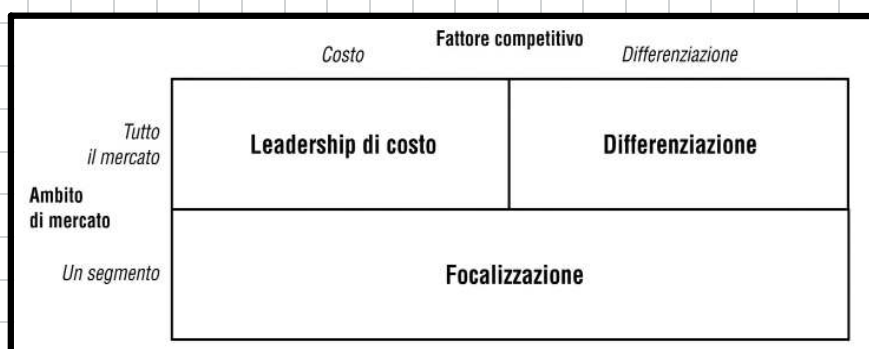 Fattore competitivo
Costo
Differenziazione
Tutto
il mercato
Leadership di costo
Differenziazione
Ambito
di mercato
Un segmento
Focalizzazione